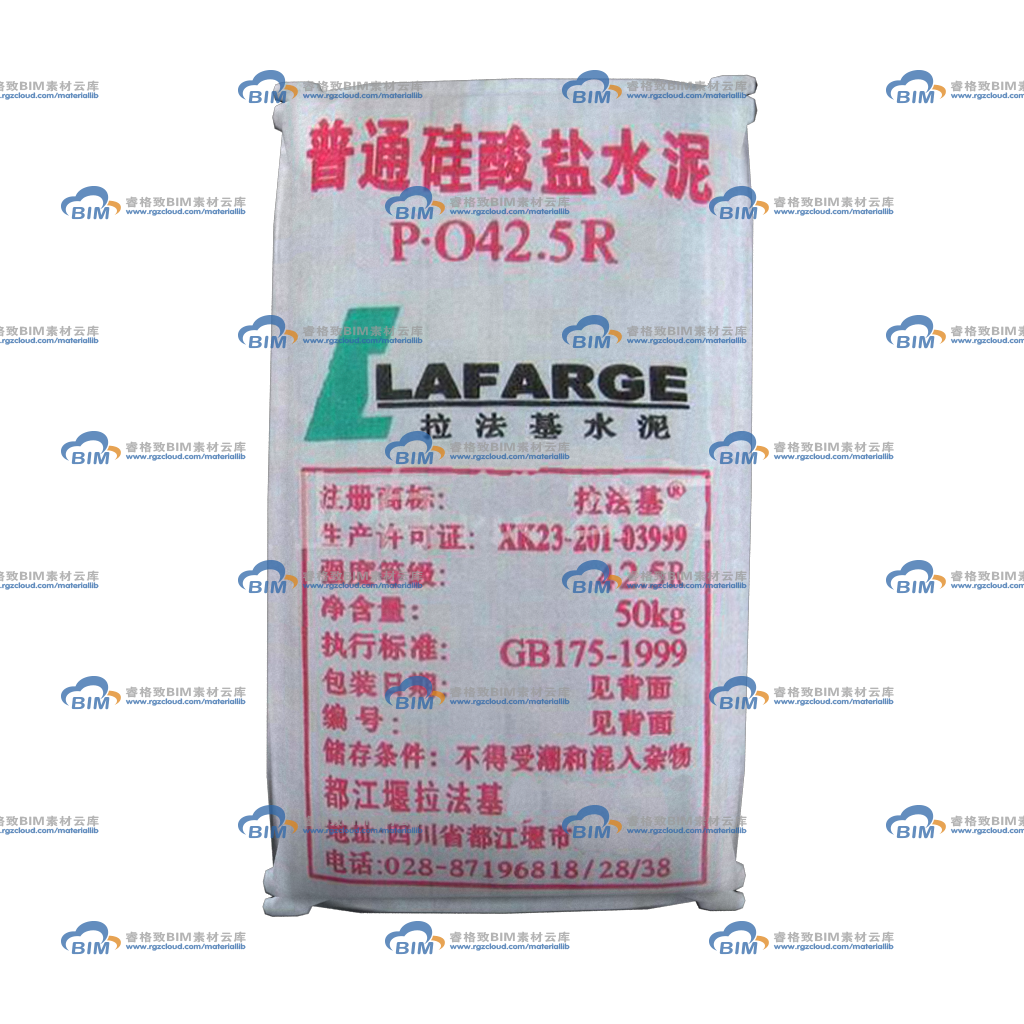 普通硅酸盐水泥
P·O42.5R
LAFARGE
拉法基水泥
注册商标: 拉法基®
生产许可证: XK23-201-03999
强度等级: 42.5R
净含量: 50kg
执行标准: GB175-1999
包装日期: 见背面
编号: 见背面
储存条件: 不得受潮和混入杂物
都江堰拉法基
地址:四川省都江堰市
电话:028-87196818/28/38
BIM 睿格致BIM素材云库
www.rgzcloud.com/materiallib